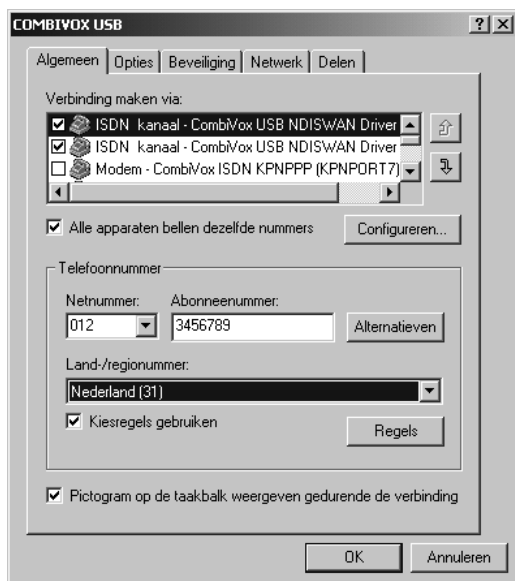 COMBIVOX USB
Algemeen Opties Beveiliging Netwerk Delen
Verbinding maken via:
ISDN kanaal - CombiVox USB NDISWAN Driver
ISDN kanaal - CombiVox USB NDISWAN Driver
Modem - CombiVox ISDN KPNPPP (KPNPORT7)
Alle apparaten bellen dezelfde nummers
Configureren...
Telefoonnummer
Netnummer: Abonneenummer:
012 3456789 Alternatieven
Land-/regionummer:
Nederland (31)
Kiesregels gebruiken
Regels
Pictogram op de taakbalk weergeven gedurende de verbinding
OK Annuleren